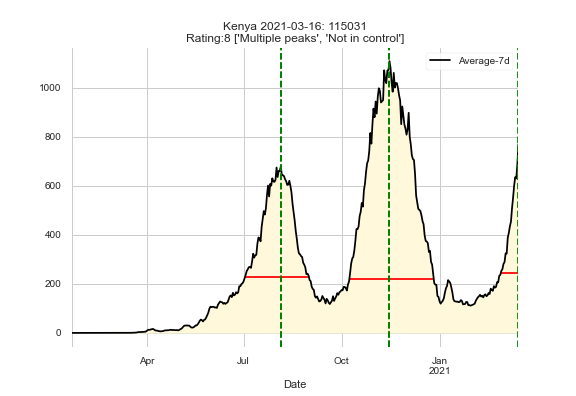 Kenya 2021-03-16: 115031
Rating:8 ['Multiple peaks', 'Not in control']
Average-7d
1000
800
600
400
200
0
Apr
Jul
Oct
Jan
2021
Date